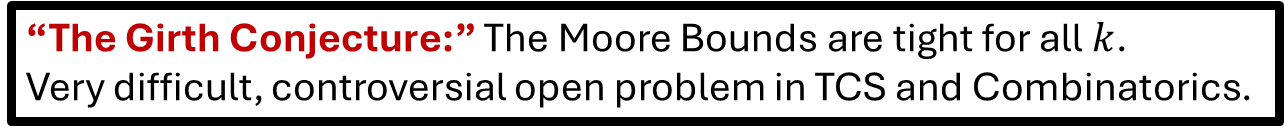 “The Girth Conjecture:” The Moore Bounds are tight for all 𝑘.
Very difficult, controversial open problem in TCS and Combinatorics.